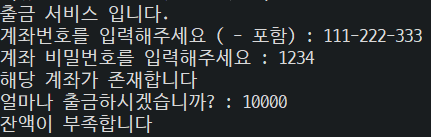 출금 서비스 입니다.
계좌번호를 입력해주세요 ( - 포함) : 111-222-333
계좌 비밀번호를 입력해주세요 : 1234
해당 계좌가 존재합니다
얼마나 출금하시겠습니까? : 10000
잔액이 부족합니다